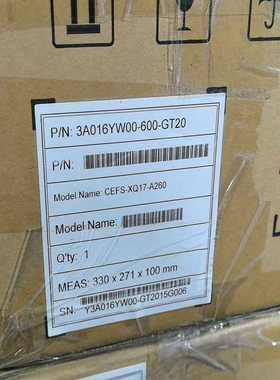 P/N: 3A016YW00-600-GT20
P/N:
Model Name: CEFS-XQ17-A260
Model Name:
Q'ty: 1
MEAS: 330 x 271 x 100 mm
SN:
Y3A016YW00-GT2015G006